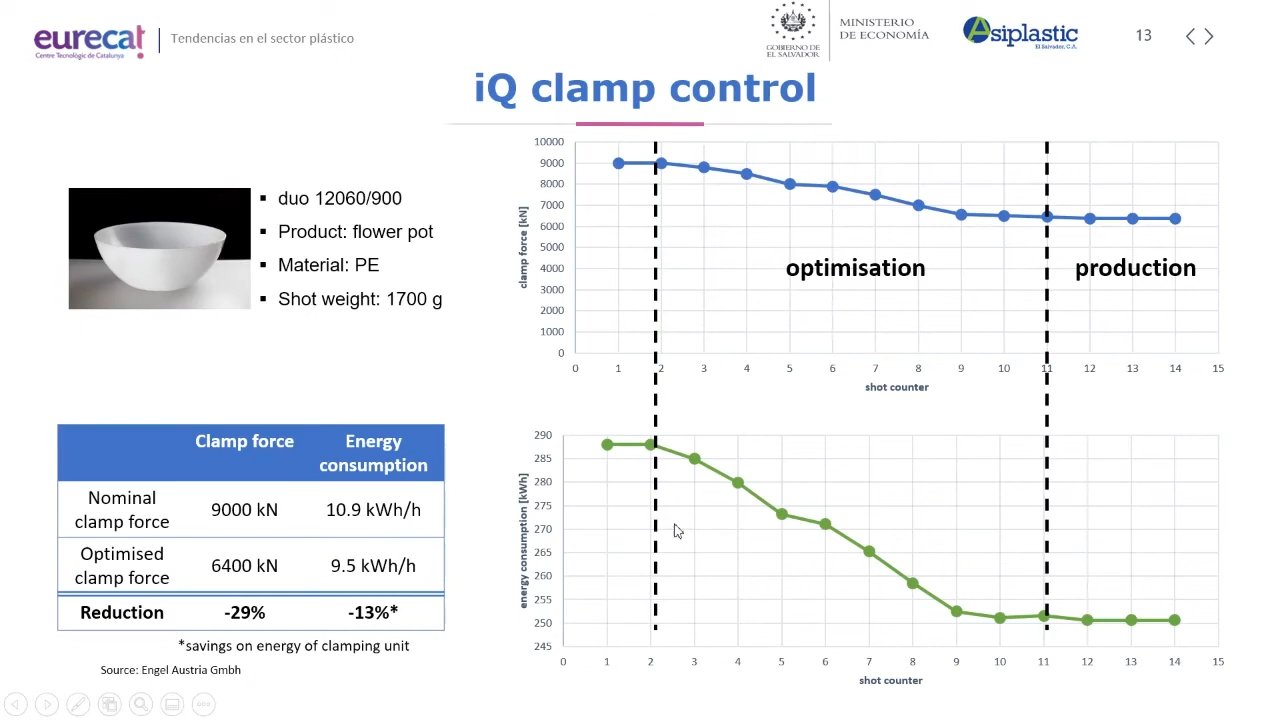 eurecat
Centre Tecnològic de Catalunya
Tendencias en el sector plástico
GOBIERNO DE
EL SALVADOR
MINISTERIO
DE ECONOMÍA
Asiplastic
El Salvador, C.A.
13
iQ clamp control
duo 12060/900
Product: flower pot
Material: PE
Shot weight: 1700 g
clamp force [kN]
10000
9000
8000
7000
6000
5000
4000
3000
2000
1000
0
optimisation
production
0 1 2 3 4 5 6 7 8 9 10 11 12 13 14 15
shot counter
Clamp force
Energy
consumption
Nominal
clamp force
9000 kN
10.9 kWh/h
Optimised
clamp force
6400 kN
9.5 kWh/h
Reduction
-29%
-13%*
*savings on energy of clamping unit
Source: Engel Austria Gmbh
energy consumption [kWh]
290
285
280
275
270
265
260
255
250
245
0 1 2 3 4 5 6 7 8 9 10 11 12 13 14 15
shot counter